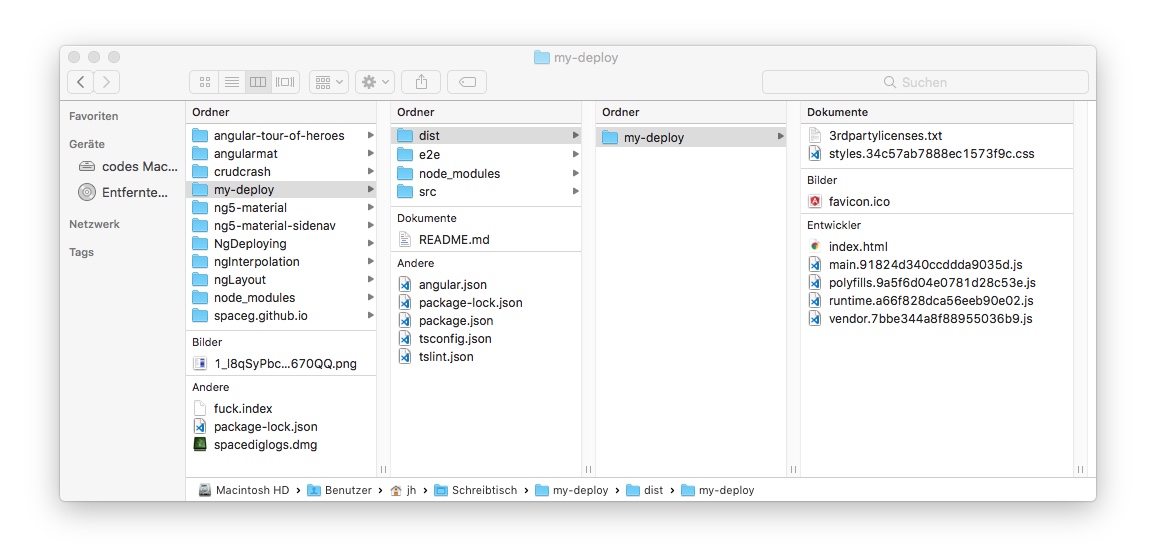 my-deploy
Suchen
Favoriten
Geräte
codes Mac...
Entfernte...
Netzwerk
Tags
Ordner
angular-tour-of-heroes
angularmat
crudcrash
my-deploy
ng5-material
ng5-material-sidenav
NgDeploying
ngInterpolation
ngLayout
node_modules
spaceg.github.io
Bilder
1_l8qSyPbc...670QQ.png
Andere
fuck.index
package-lock.json
spacediglogs.dmg
Ordner
dist
e2e
node_modules
src
Dokumente
README.md
Andere
angular.json
package-lock.json
package.json
tsconfig.json
tslint.json
Ordner
my-deploy
Dokumente
3rdpartylicenses.txt
styles.34c57ab7888ec1573f9c.css
Bilder
favicon.ico
Entwickler
index.html
main.91824d340ccddda9035d.js
polyfills.9a5f6d04e0781d28c53e.js
runtime.a66f828dca56eeb90e02.js
vendor.7bbe344a8f88955036b9.js
Macintosh HD › Benutzer › jh › Schreibtisch › my-deploy › dist › my-deploy